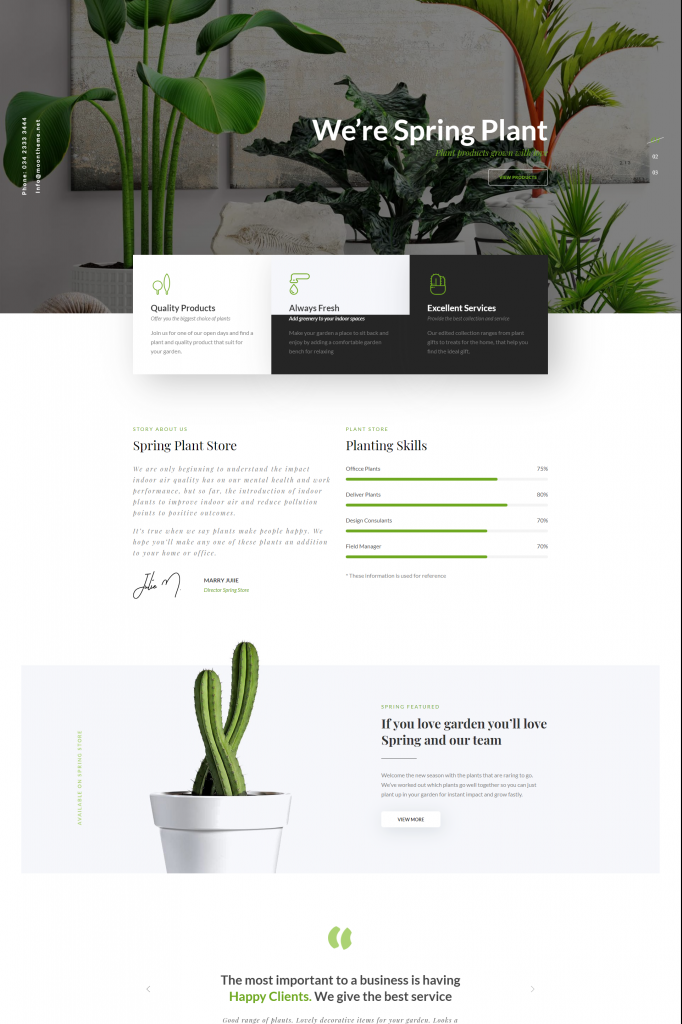 Phone: 034 2333 3444
info@moontheme.net
We're Spring Plant
Plant products grown with
VIEW PRODUCTS
02
03
Quality Products
Offer you the biggest choice of plants
Join us for one of our open days and find a
plant and quality product that suit for
your garden.
Always Fresh
Add greenery to your indoor spaces
Make your garden a place to sit back and
enjoy by adding a comfortable garden
bench for relaxing
Excellent Services
Provide the best collection and service
Our edited collection ranges from plant
gifts to treats for the home, that help you
find the ideal gift.
STORY ABOUT US
Spring Plant Store
We are only beginning to understand the impact
indoor air quality has on our mental health and work
performance, but so far, the introduction of indoor
plants to improve indoor air and reduce pollution
points to positive outcomes.
It's true when we say plants make people happy. We
hope you'll make any one of these plants an addition
to your home or office.
Julie M
MARRY JUIIE
Director Spring Store
PLANT STORE
Planting Skills
Officce Plants 75%
Deliver Plants 80%
Design Consulants 70%
Field Manager 70%
* These information is used for reference
AVAILABLE ON SPRING STORE
SPRING FEATURED
If you love garden you'll love
Spring and our team
Welcome the new season with the plants that are raring to go.
We've worked out which plants go well together so you can just
plant up in your garden for instant impact and grow fastly.
VIEW MORE
The most important to a business is having
Happy Clients. We give the best service
Good range of plants. Lovely decorative items for your garden. Looks a